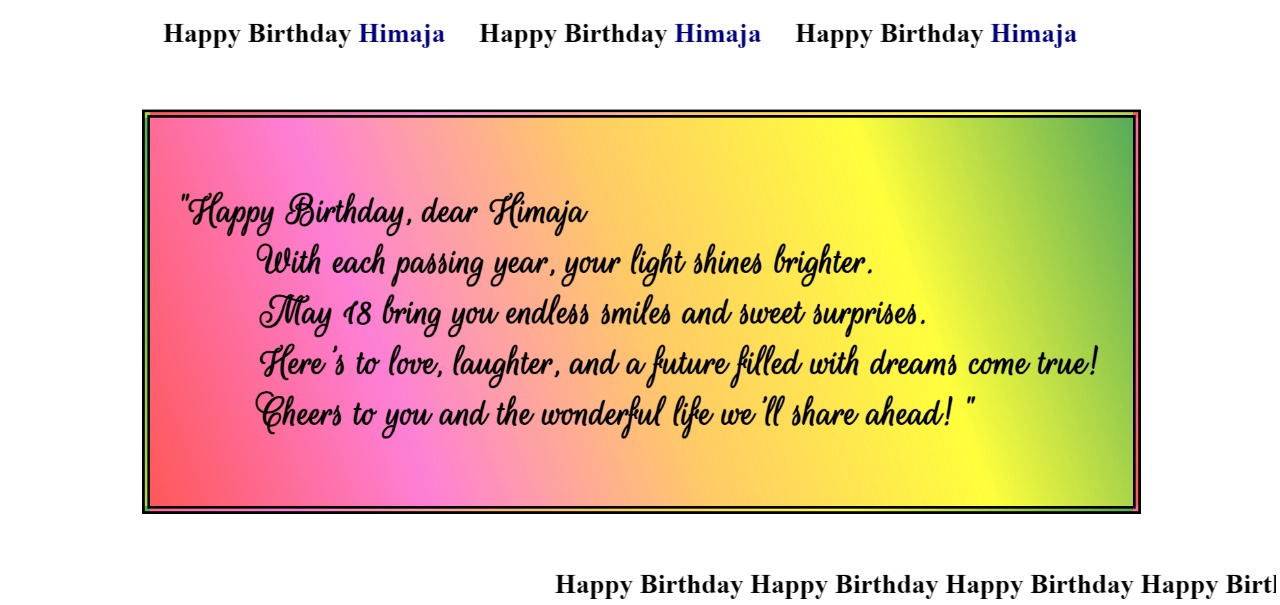 Happy Birthday Himaja Happy Birthday Himaja Happy Birthday Himaja
"Happy Birthday, dear Himaja
With each passing year, your light shines brighter.
May 18 bring you endless smiles and sweet surprises.
Here's to love, laughter, and a future filled with dreams come true!
Cheers to you and the wonderful life we'll share ahead! "
Happy Birthday Happy Birthday Happy Birthday Happy